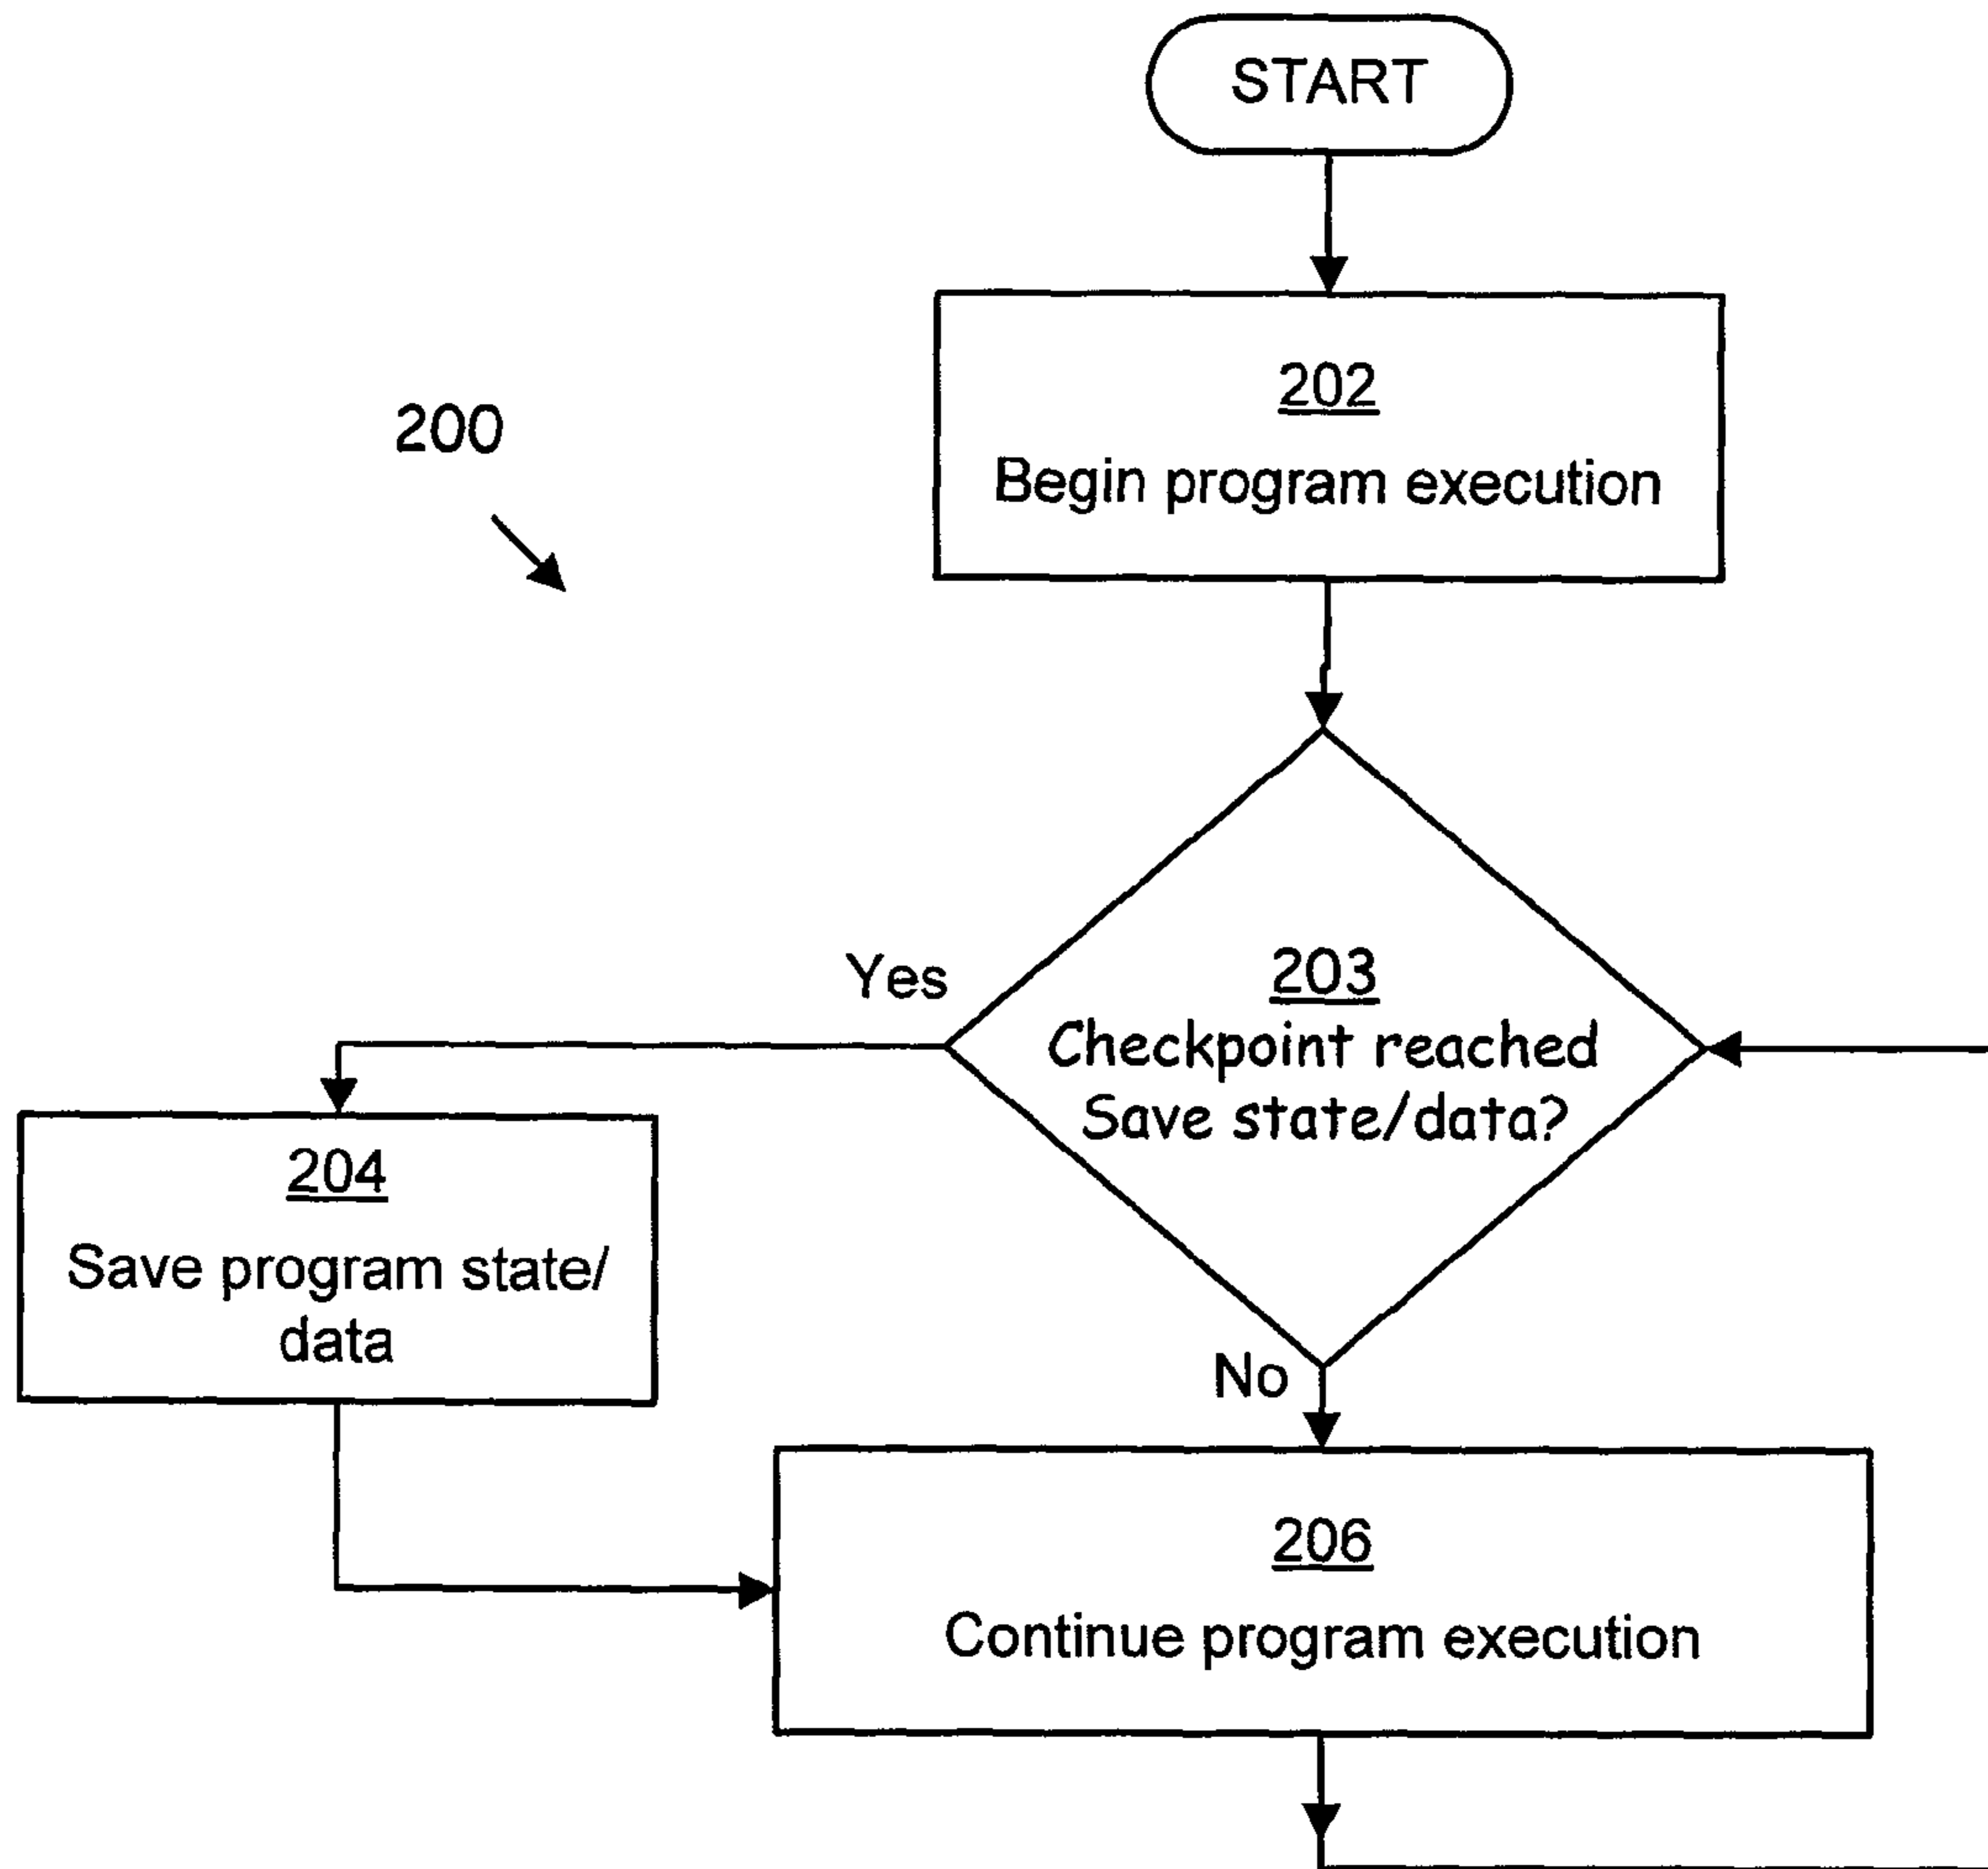 START
202
Begin program execution
200
203
Checkpoint reached
Save state/data?
Yes
204
Save program state/
data
No
206
Continue program execution